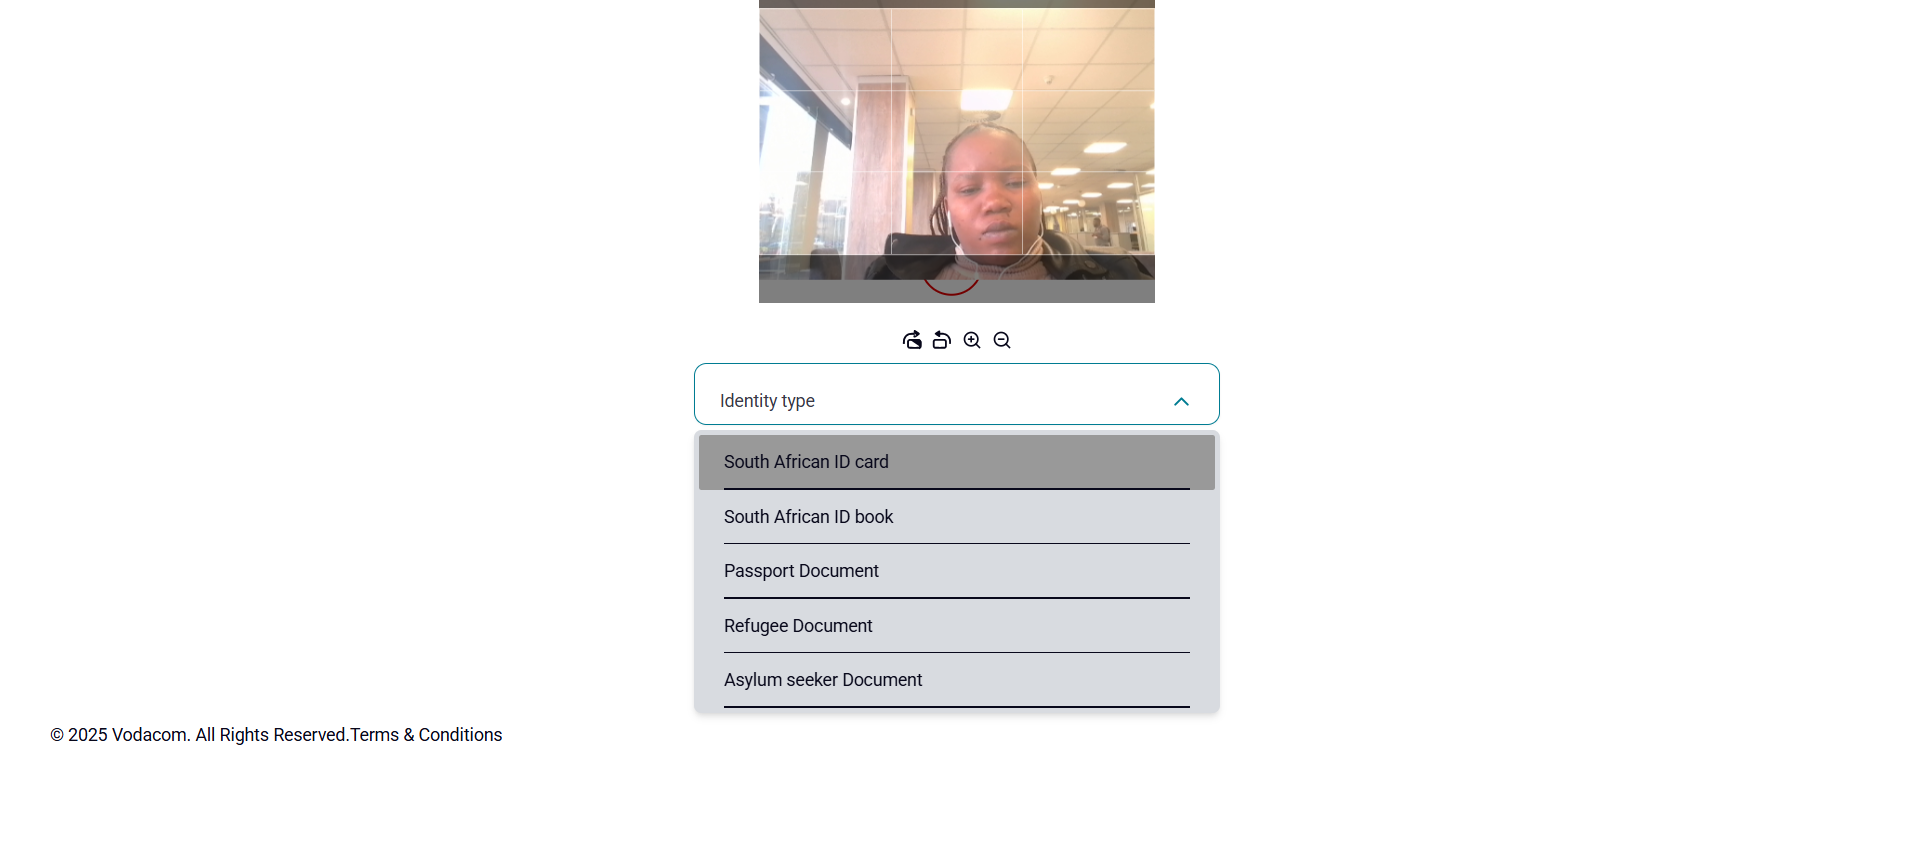 Identity type
South African ID card
South African ID book
Passport Document
Refugee Document
Asylum seeker Document
© 2025 Vodacom. All Rights Reserved.Terms & Conditions